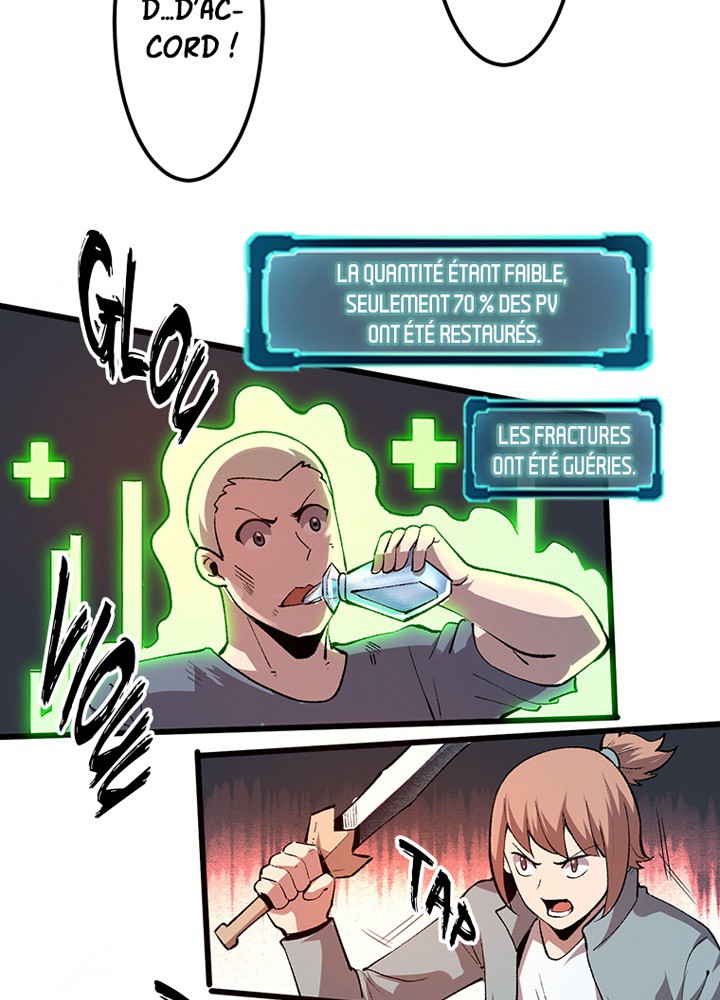 D...D'AC-
CORD !
LA QUANTITÉ ÉTANT FAIBLE,
SEULEMENT 70 % DES PV
ONT ÉTÉ RESTAURÉS.
GLOU
LES FRACTURES
ONT ÉTÉ GUÉRIES.
WOUU
TAP